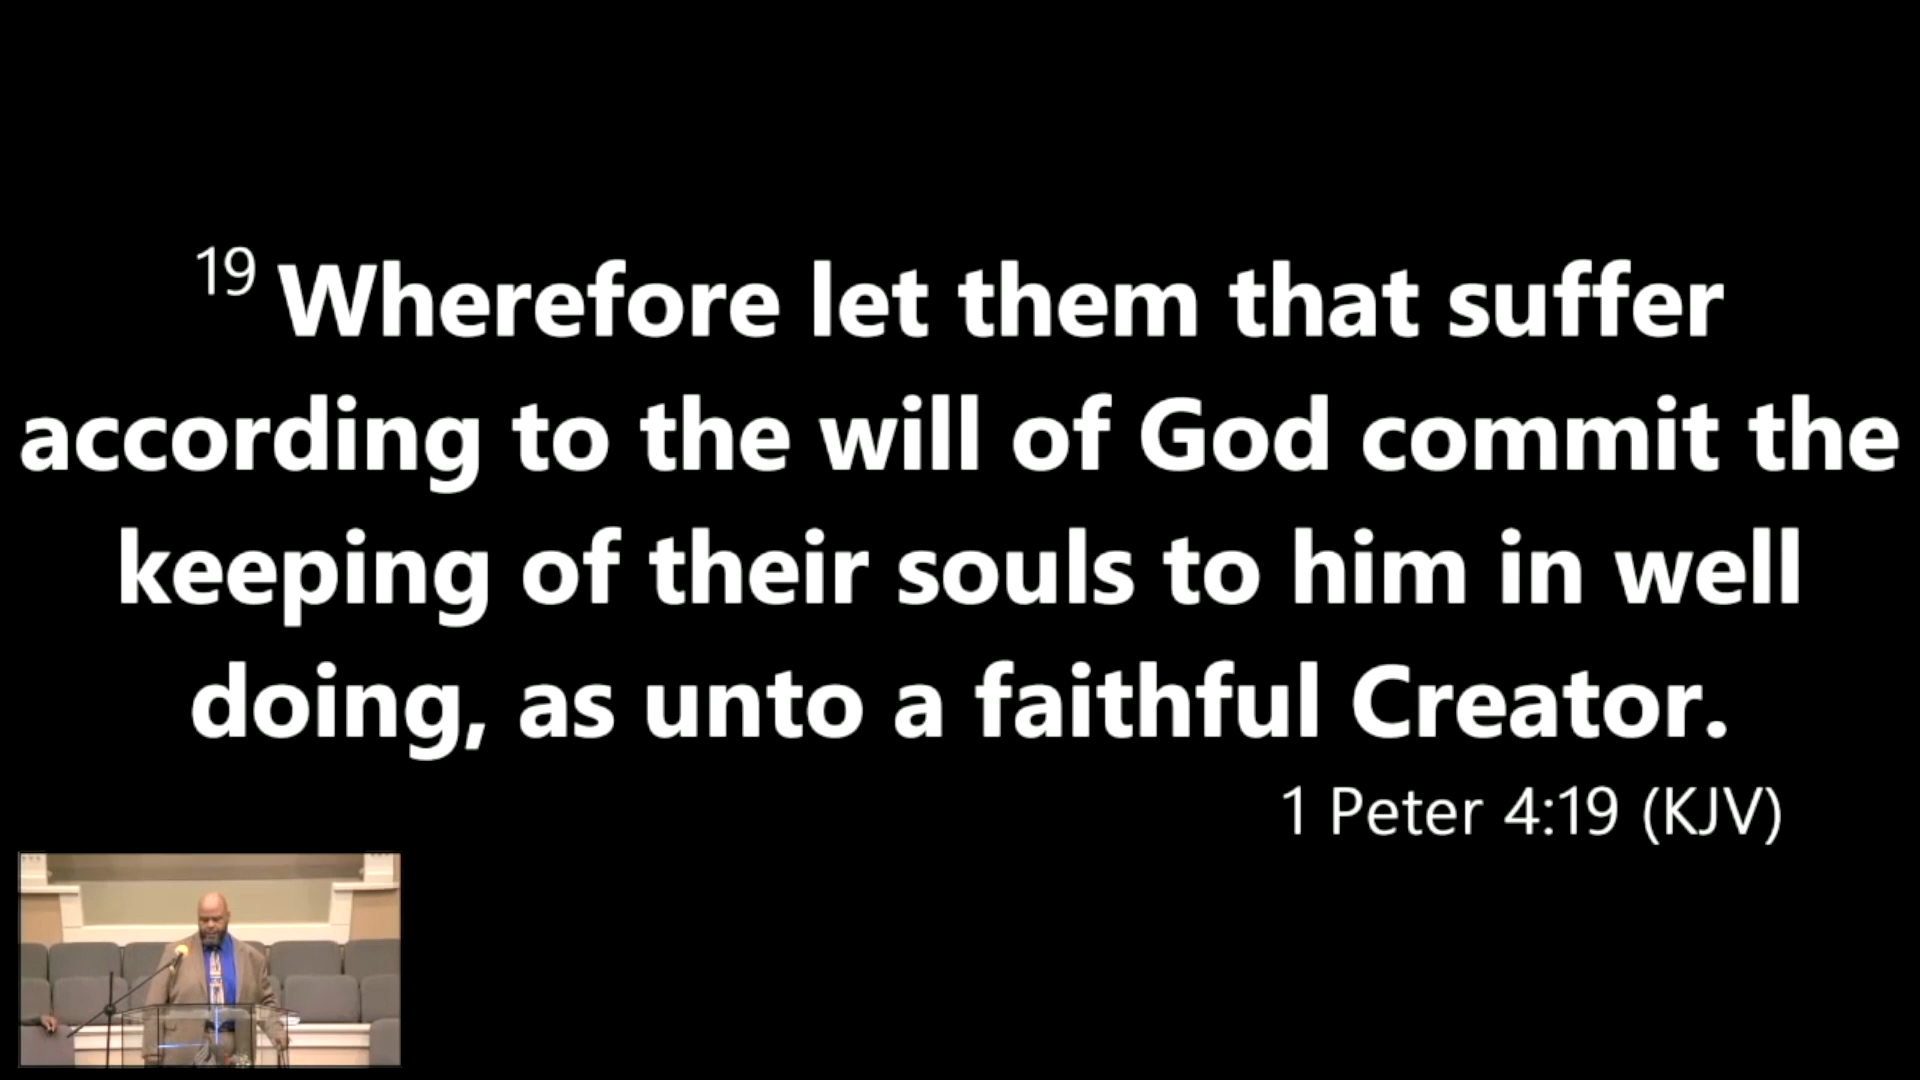 19 Wherefore let them that suffer
according to the will of God commit the
keeping of their souls to him in well
doing, as unto a faithful Creator.
1 Peter 4:19 (KJV)